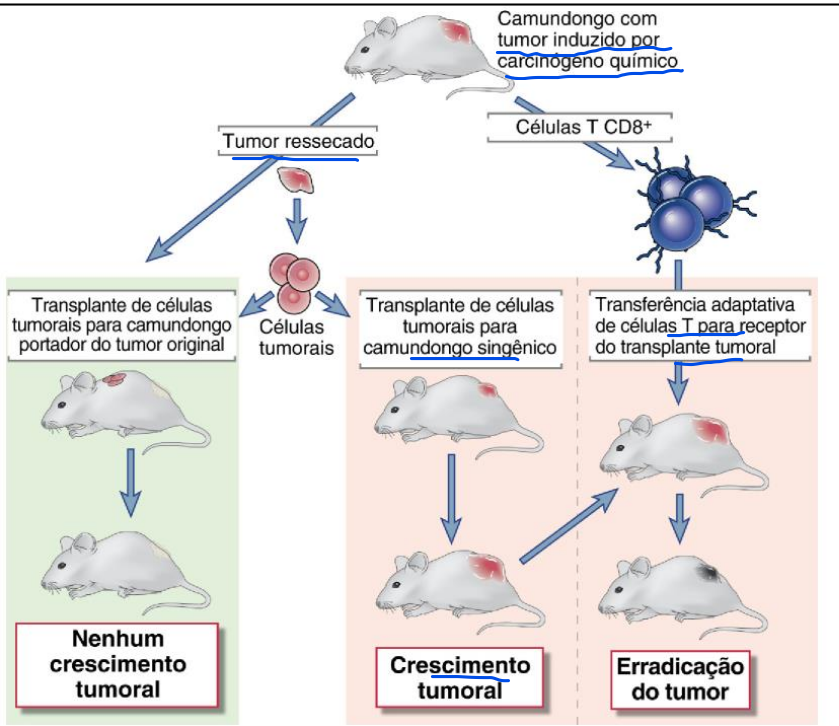 Camundongo com
tumor induzido por
carcinógeno químico
Tumor ressecado
Células T CD8+
Transplante de células
tumorais para camundongo
portador do tumor original
Células
tumorais
Transplante de células
tumorais para
camundongo singênico
Transferência adaptativa
de células T para receptor
do transplante tumoral
Nenhum
crescimento
tumoral
Crescimento
tumoral
Erradicação
do tumor